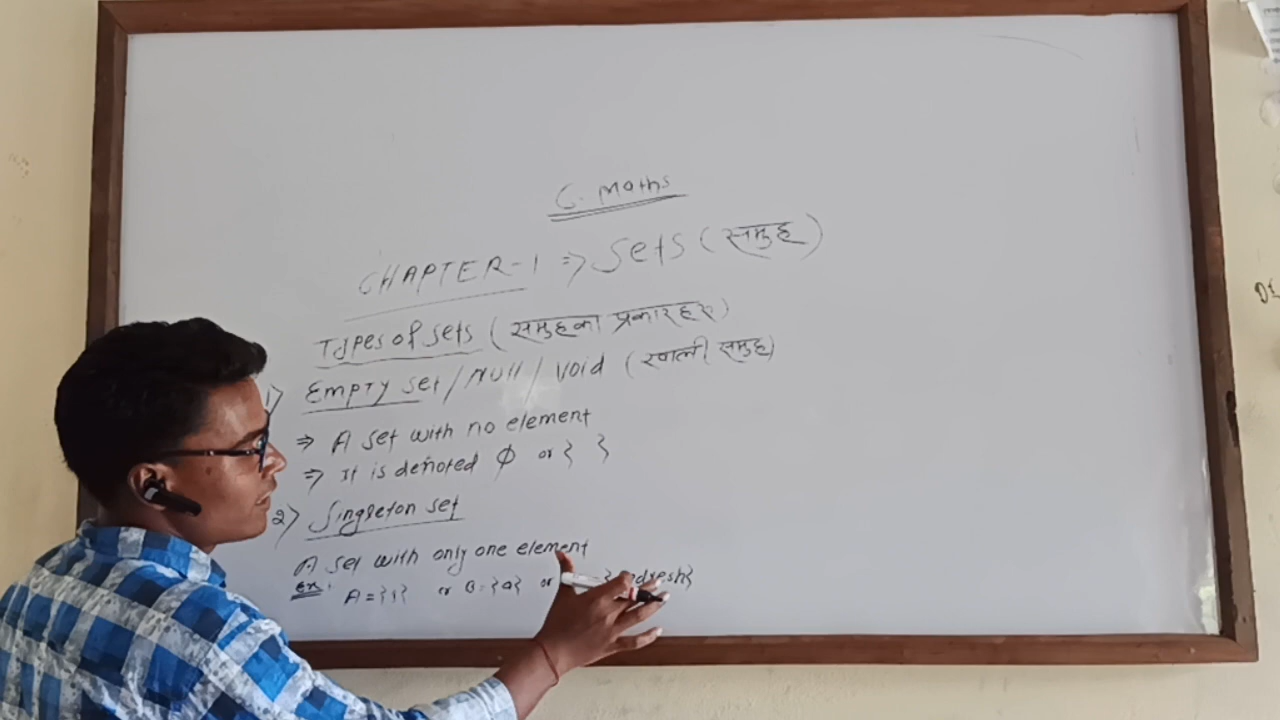 C. Maths
CHAPTER-1 => Sets (समुह)
Types of sets (समुहका प्रकारहरू)
1) Empty set / Null / void (खाली समुह)
=> A set with no element
=> It is denoted ϕ or { }
2) Singleton set
A set with only one element
Ex: A = {1} or B = {a} or
DE